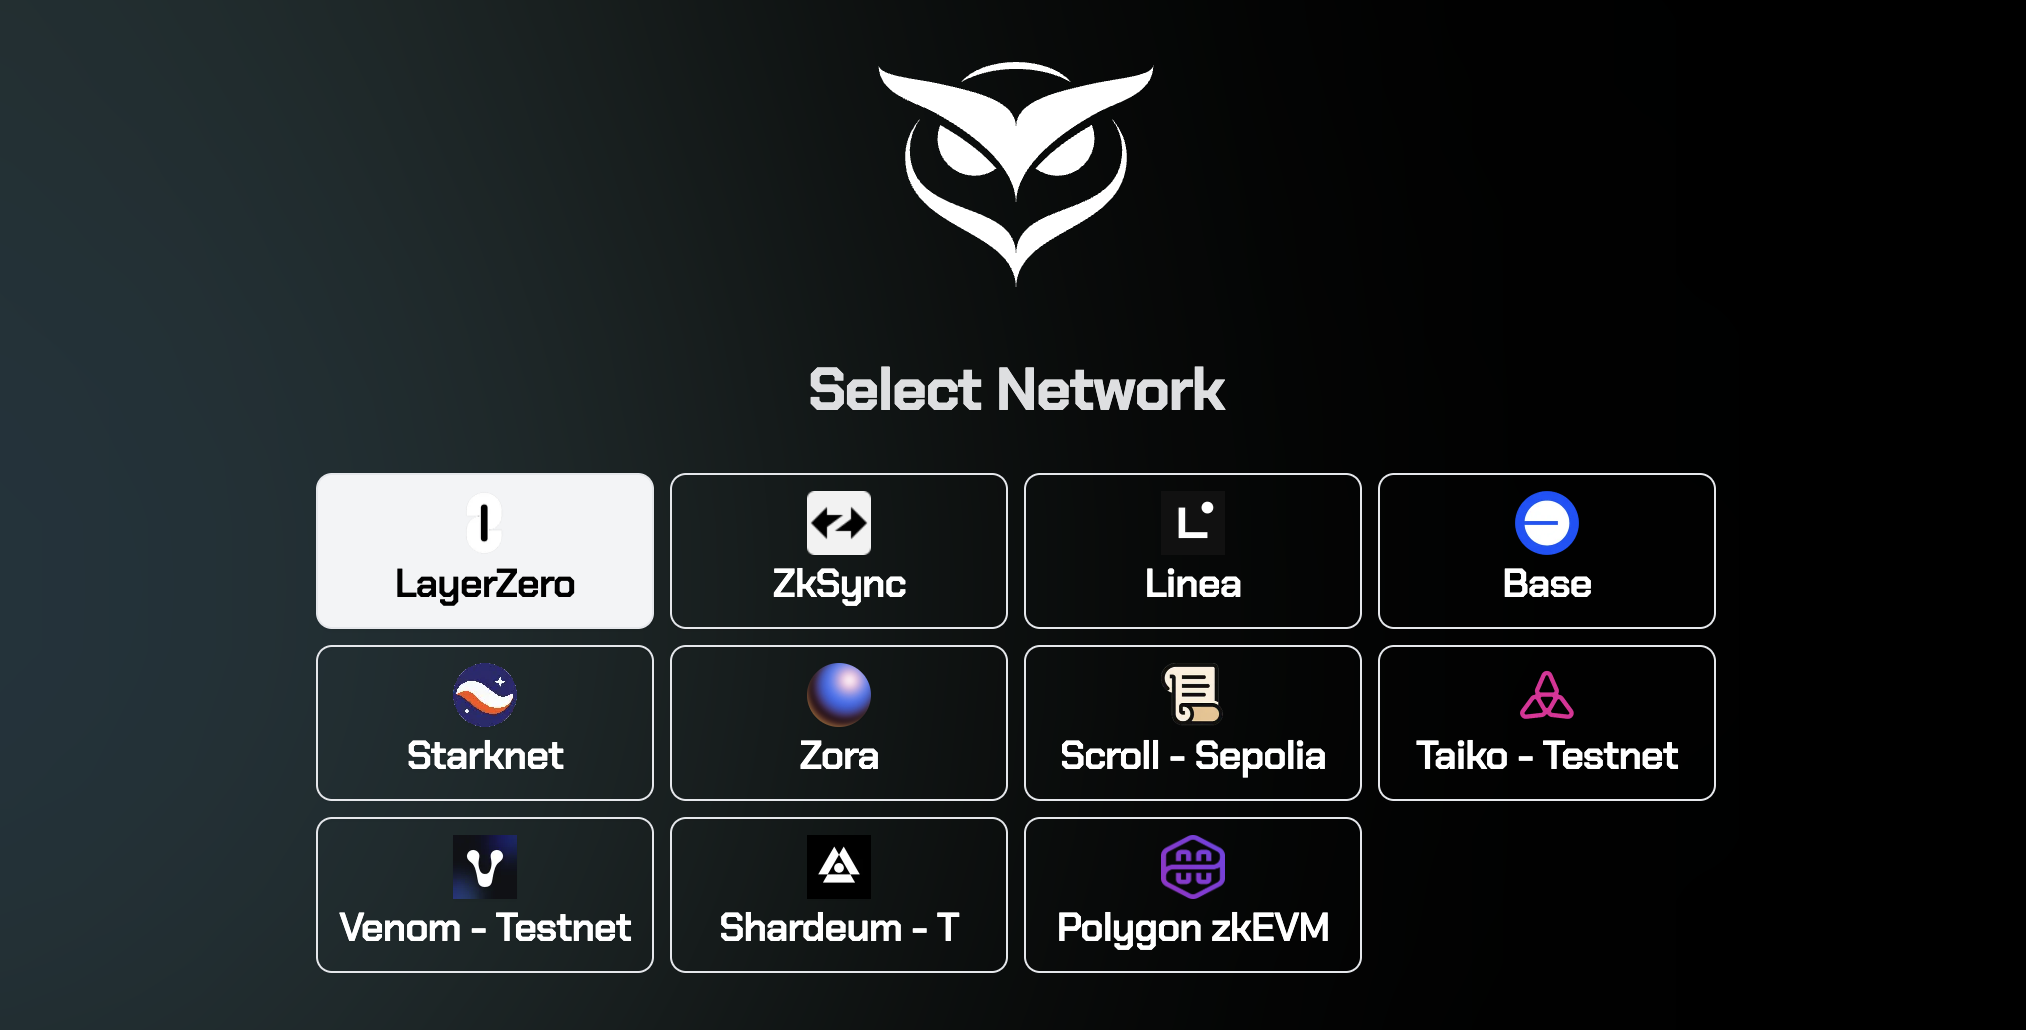 Select Network
LayerZero
ZkSync
Linea
Base
Starknet
Zora
Scroll - Sepolia
Taiko - Testnet
Venom - Testnet
Shardeum - T
Polygon zkEVM